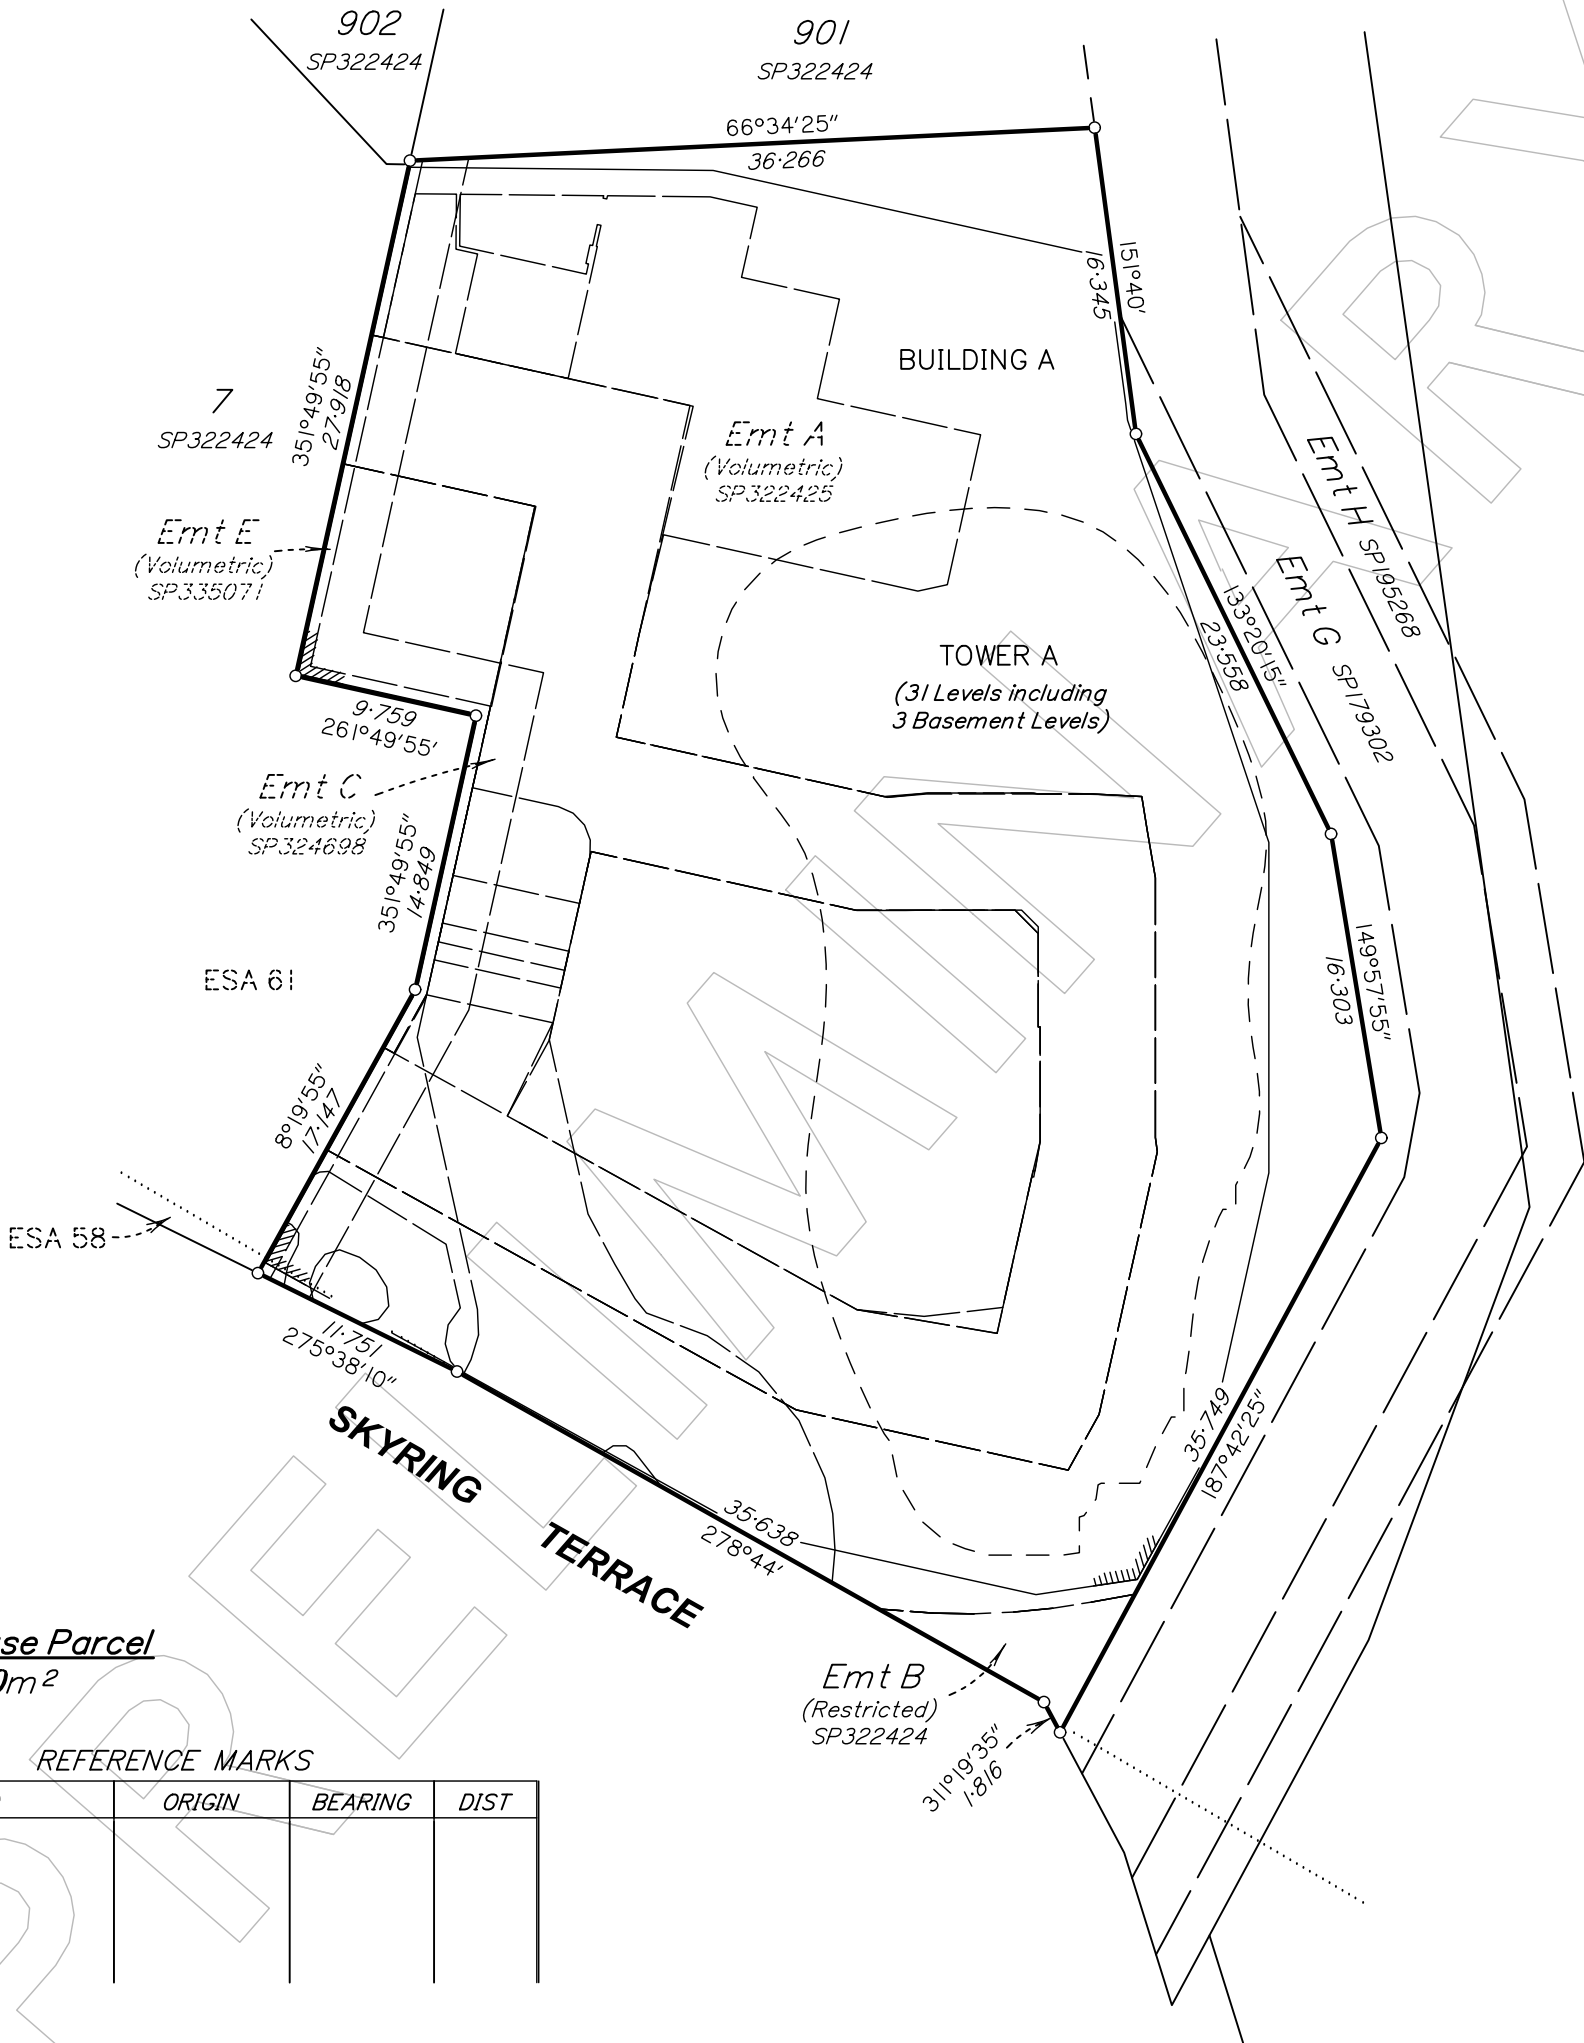 902
SP322424
901
SP322424
66°34'25"
36·266
151°40'
16·345
BUILDING A
7
SP322424
351°49'55"
27·918
Emt A
(Volumetric)
SP322425
Emt H SP195268
Emt E
(Volumetric)
SP335071
Emt G SP179302
133°20'15"
23·558
TOWER A
(31 Levels including
3 Basement Levels)
9·759
261°49'55'
Emt C
(Volumetric)
SP324698
351°49'55"
14·849
149°57'55"
16·303
ESA 61
8°19'55"
17·147
ESA 58
11·751
275°38'10"
35·749
187°42'25"
SKYRING
TERRACE
35·638
278°44'
se Parcel
0m²
Emt B
(Restricted)
SP322424
311°19'35"
1·816
REFERENCE MARKS
ORIGIN BEARING DIST